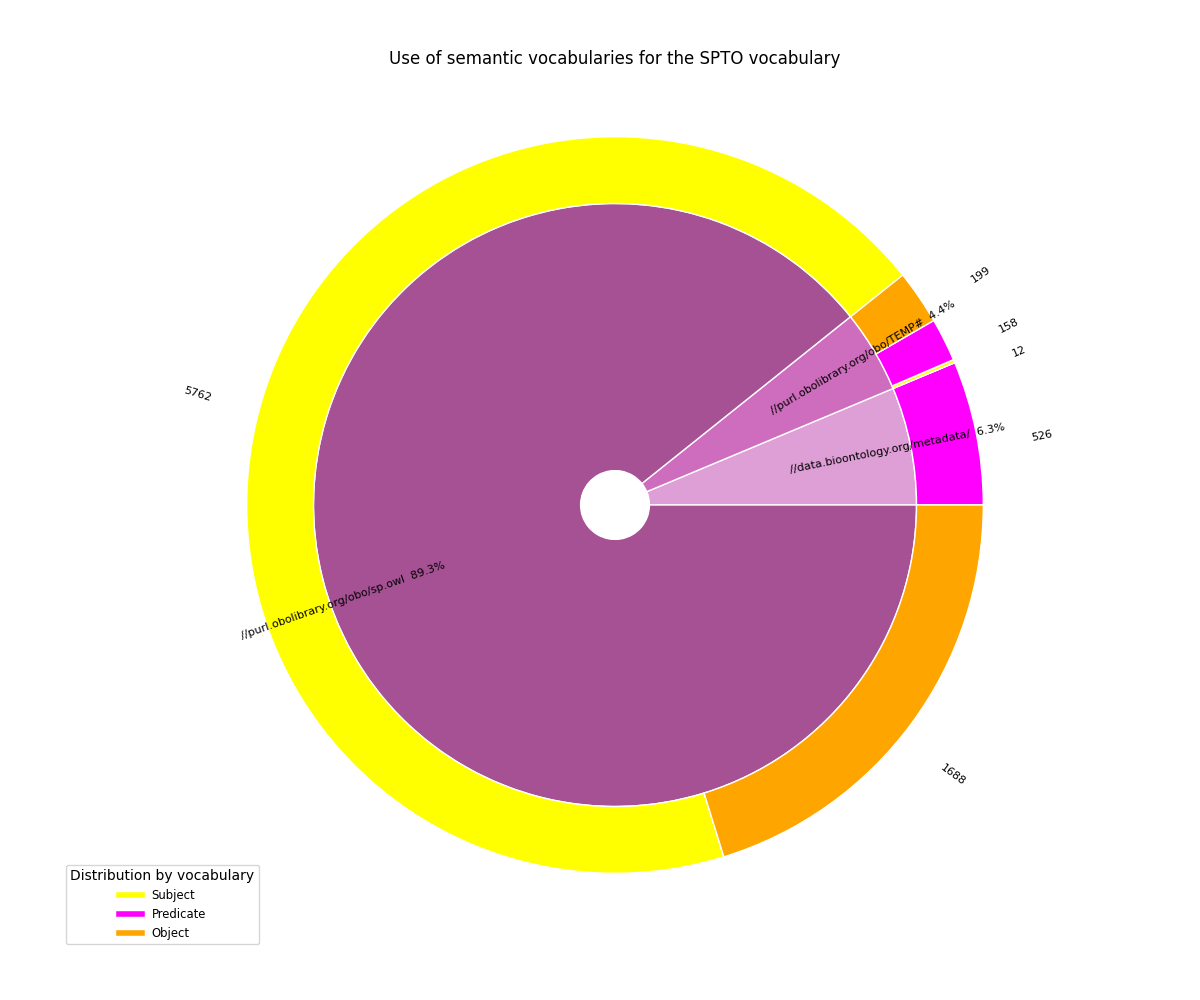 Use of semantic vocabularies for the SPTO vocabulary
199
//purl.obolibrary.org/obo/TEMP#  4.4%
158
12
5762
//data.bioontology.org/metadata/  6.3%
526
//purl.obolibrary.org/obo/sp.owl  89.3%
1688
Distribution by vocabulary
Subject
Predicate
Object